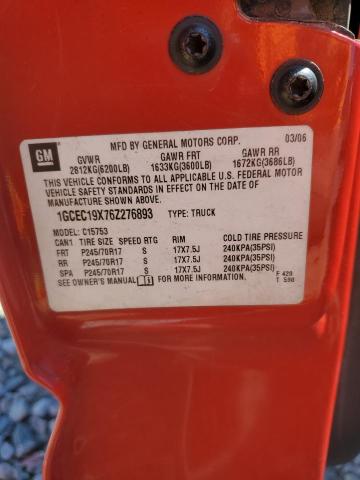 MFD BY GENERAL MOTORS CORP. 03/06
GM
GVWR GAWR FRT GAWR RR
2812KG(6200LB) 1633KG(3600LB) 1672KG(3686LB)
THIS VEHICLE CONFORMS TO ALL APPLICABLE U.S. FEDERAL MOTOR
VEHICLE SAFETY STANDARDS IN EFFECT ON THE DATE OF
MANUFACTURE SHOWN ABOVE.
1GCEC19X76Z276893 TYPE: TRUCK
MODEL: C15753
CAN1 TIRE SIZE SPEED RTG RIM COLD TIRE PRESSURE
FRT P245/70R17 S 17X7.5J 240KPA(35PSI)
RR P245/70R17 S 17X7.5J 240KPA(35PSI)
SPA P245/70R17 S 17X7.5J 240KPA(35PSI)
SEE OWNER'S MANUAL FOR MORE INFORMATION.
F 420
T 590